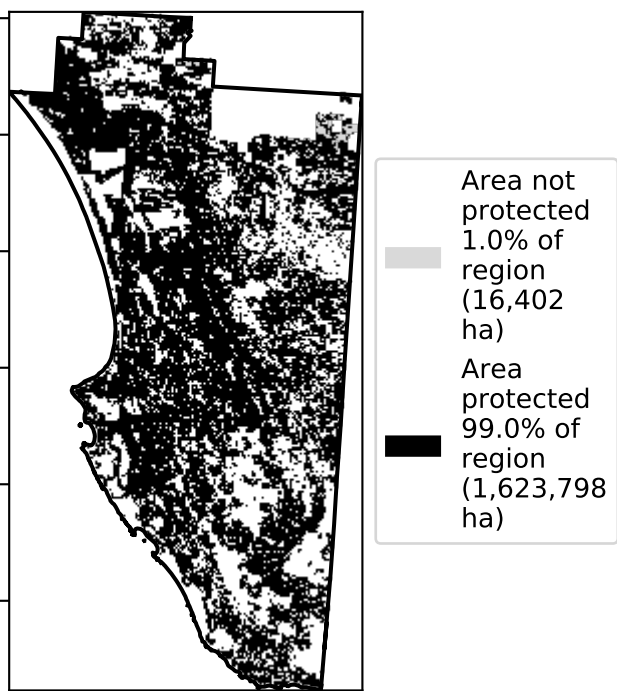 Area not
protected
1.0% of
region
(16,402
ha)
Area
protected
99.0% of
region
(1,623,798
ha)